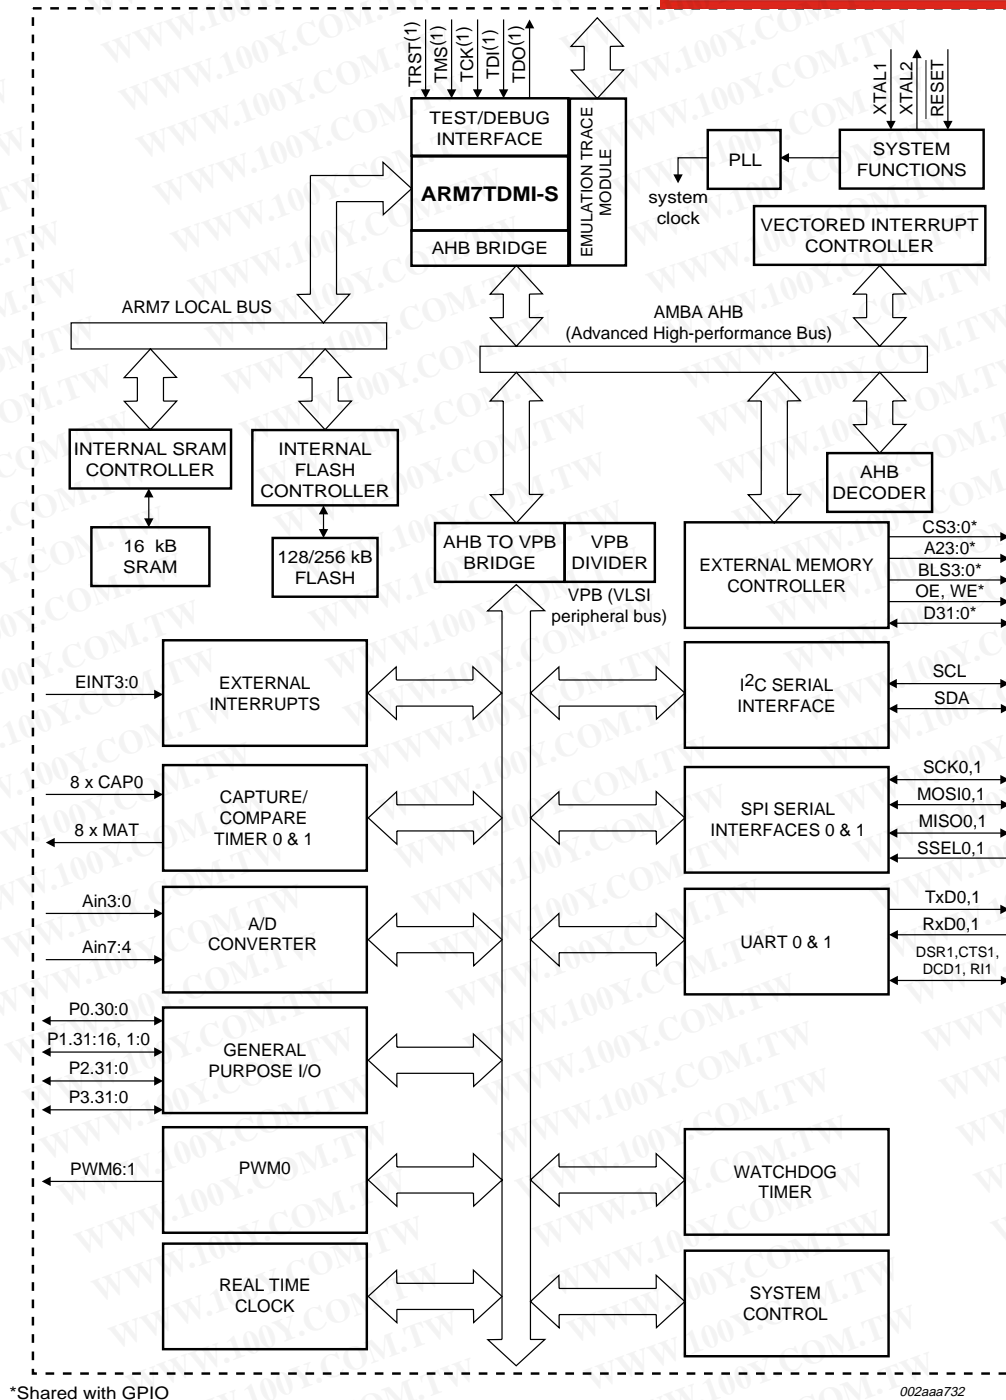 TRST(1)
TMS(1)
TCK(1)
TDI(1)
TDO(1)
XTAL1
XTAL2
RESET
TEST/DEBUG
INTERFACE
EMULATION TRACE
MODULE
ARM7TDMI-S
AHB BRIDGE
PLL
SYSTEM
FUNCTIONS
system
clock
VECTORED INTERRUPT
CONTROLLER
ARM7 LOCAL BUS
AMBA AHB
(Advanced High-performance Bus)
INTERNAL SRAM
CONTROLLER
INTERNAL
FLASH
CONTROLLER
AHB
DECODER
16 kB
SRAM
128/256 kB
FLASH
AHB TO VPB
BRIDGE
VPB
DIVIDER
VPB (VLSI
peripheral bus)
EXTERNAL MEMORY
CONTROLLER
CS3:0*
A23:0*
BLS3:0*
OE, WE*
D31:0*
EINT3:0
EXTERNAL
INTERRUPTS
I2C SERIAL
INTERFACE
SCL
SDA
8 x CAP0
8 x MAT
CAPTURE/
COMPARE
TIMER 0 & 1
SPI SERIAL
INTERFACES 0 & 1
SCK0,1
MOSI0,1
MISO0,1
SSEL0,1
Ain3:0
Ain7:4
A/D
CONVERTER
UART 0 & 1
TxD0,1
RxD0,1
DSR1,CTS1,
DCD1, RI1
P0.30:0
P1.31:16, 1:0
P2.31:0
P3.31:0
GENERAL
PURPOSE I/O
PWM6:1
PWM0
WATCHDOG
TIMER
REAL TIME
CLOCK
SYSTEM
CONTROL
*Shared with GPIO
002aaa732
WWW.100Y.COM.TW